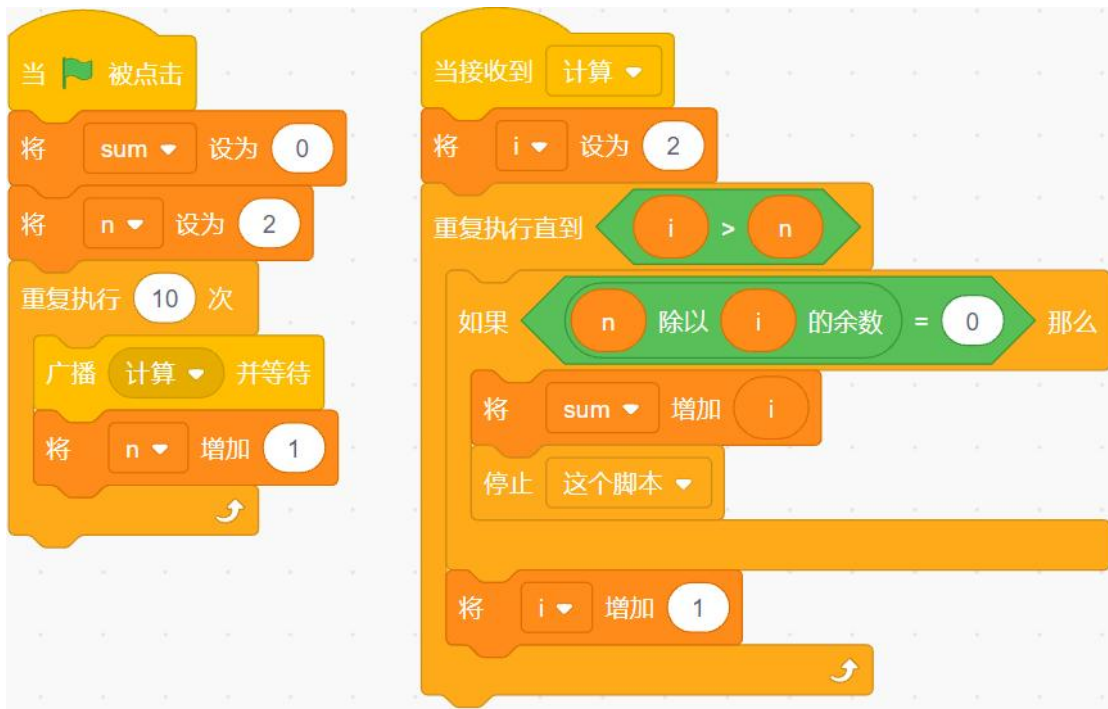 当 被点击
将 sum 设为 0
将 n 设为 2
重复执行 10 次
广播 计算 并等待
将 n 增加 1
当接收到 计算
将 i 设为 2
重复执行直到 i > n
如果 n 除以 i 的余数 = 0 那么
将 sum 增加 i
停止 这个脚本
将 i 增加 1